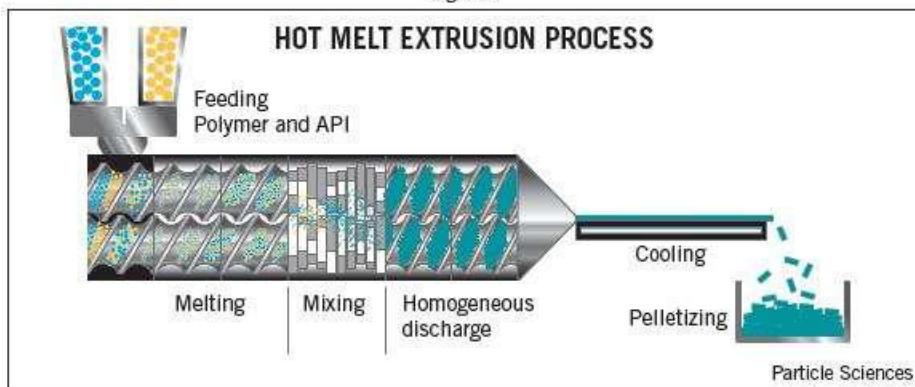 HOT MELT EXTRUSION PROCESS
Feeding
Polymer and API
Melting
Mixing
Homogeneous
discharge
Cooling
Pelletizing
Particle Sciences